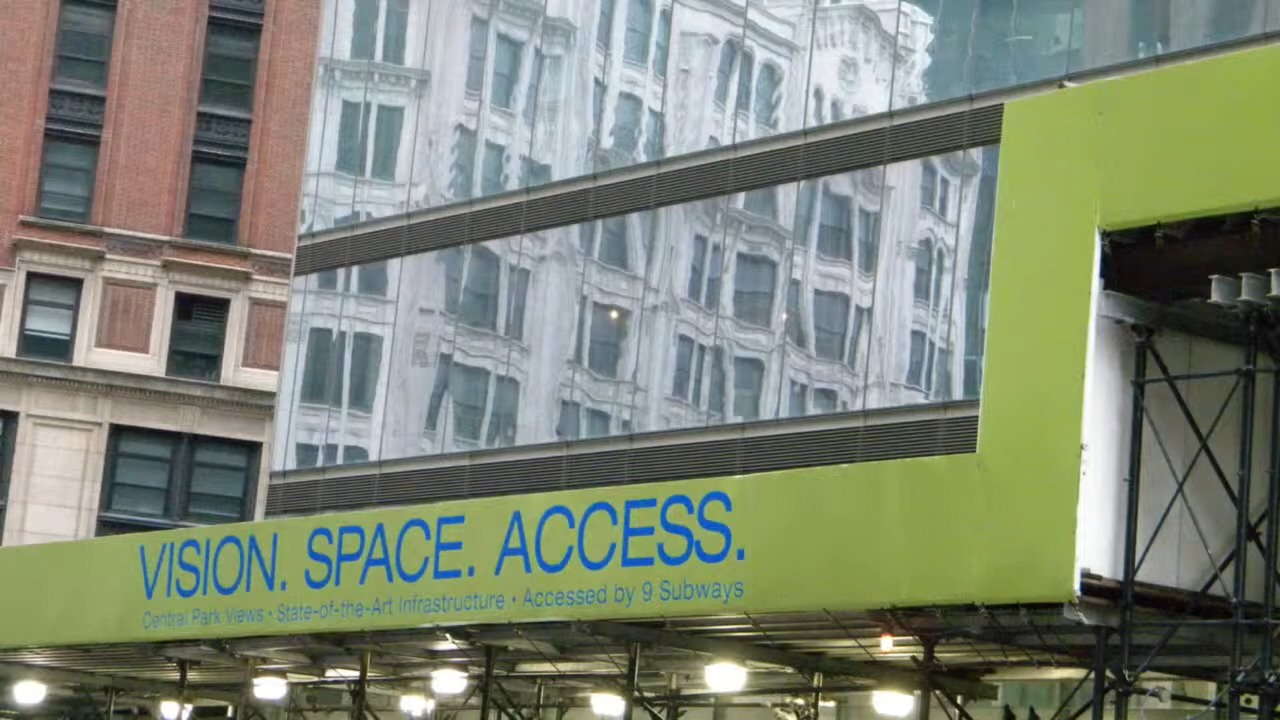 VISION. SPACE. ACCESS.
Central Park Views • State-of-the-Art Infrastructure • Accessed by 9 Subways